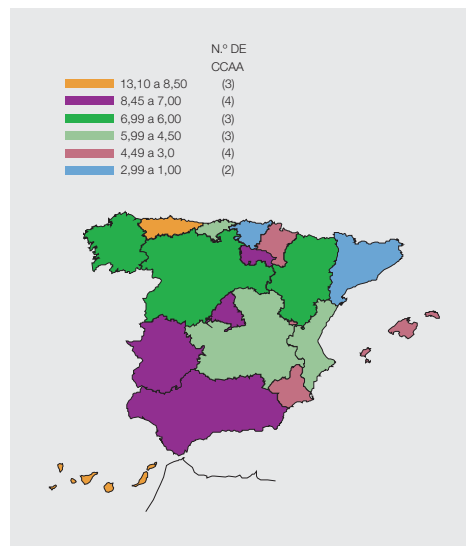 N.º DE
CCAA
13,10 a 8,50 (3)
8,45 a 7,00 (4)
6,99 a 6,00 (3)
5,99 a 4,50 (3)
4,49 a 3,0 (4)
2,99 a 1,00 (2)